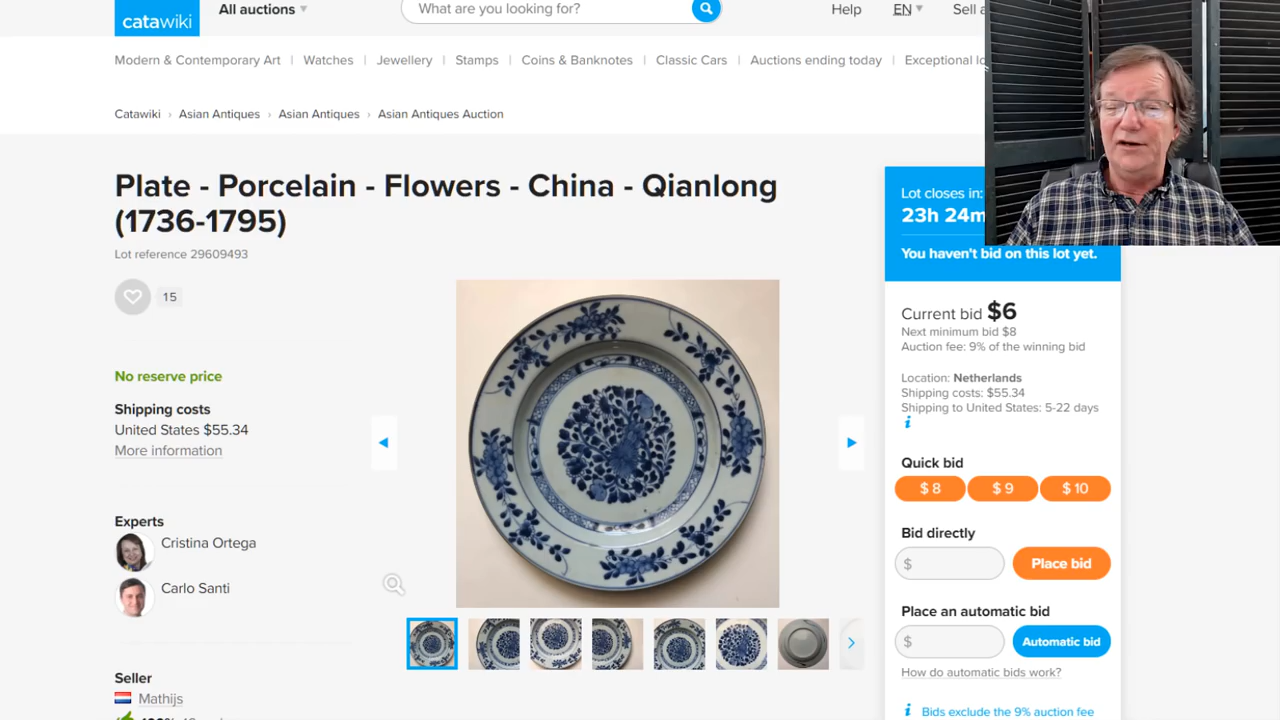 catawiki
All auctions
What are you looking for?
Help
EN
Sell
Modern & Contemporary Art
Watches
Jewellery
Stamps
Coins & Banknotes
Classic Cars
Auctions ending today
Exceptional
Catawiki › Asian Antiques › Asian Antiques › Asian Antiques Auction
Plate - Porcelain - Flowers - China - Qianlong
(1736-1795)
Lot reference 29609493
15
No reserve price
Shipping costs
United States $55.34
More information
Experts
Cristina Ortega
Carlo Santi
Seller
Mathijs
Lot closes in:
23h 24m
You haven't bid on this lot yet.
Current bid $6
Next minimum bid $8
Auction fee: 9% of the winning bid
Location: Netherlands
Shipping costs: $55.34
Shipping to United States: 5-22 days
Quick bid
$ 8
$ 9
$ 10
Bid directly
$
Place bid
Place an automatic bid
$
Automatic bid
How do automatic bids work?
Bids exclude the 9% auction fee